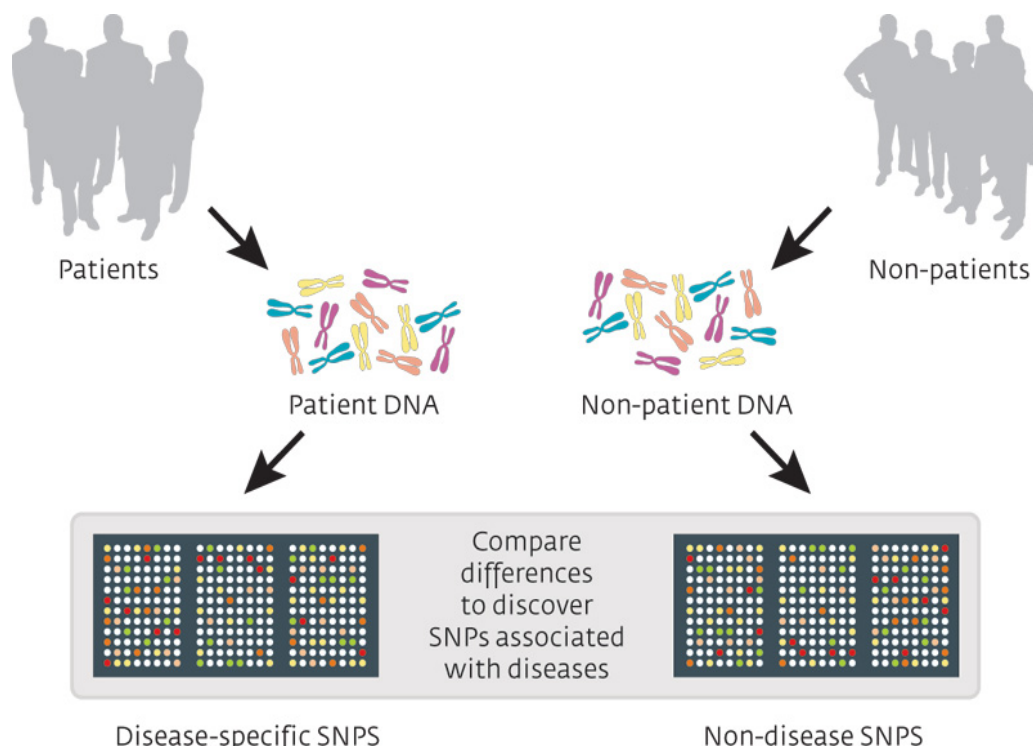 Patients
Non-patients
Patient DNA
Non-patient DNA
Compare
differences
to discover
SNPs associated
with diseases
Disease-specific SNPS
Non-disease SNPS